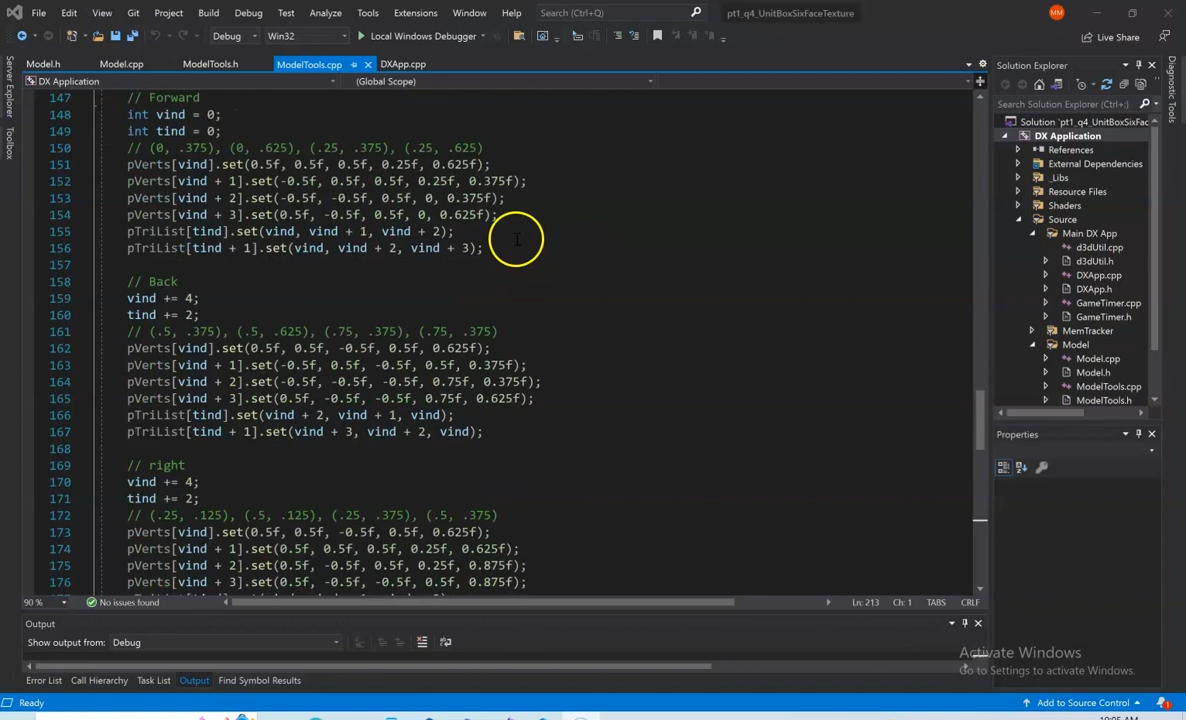 File Edit View Git Project Build Debug Test Analyze Tools Extensions Window Help Search (Ctrl+Q) pt1_q4_UnitBoxSixFaceTexture MM
Debug Win32 Local Windows Debugger Live Share
Model.h Model.cpp ModelTools.h ModelTools.cpp DXApp.cpp
DX Application (Global Scope)
Server Explorer
Toolbox
147 // Forward
148 int vind = 0;
149 int tind = 0;
150 // (0, .375), (0, .625), (.25, .375), (.25, .625)
151 pVerts[vind].set(0.5f, 0.5f, 0.5f, 0.25f, 0.625f);
152 pVerts[vind + 1].set(-0.5f, 0.5f, 0.5f, 0.25f, 0.375f);
153 pVerts[vind + 2].set(-0.5f, -0.5f, 0.5f, 0, 0.375f);
154 pVerts[vind + 3].set(0.5f, -0.5f, 0.5f, 0, 0.625f);
155 pTriList[tind].set(vind, vind + 1, vind + 2);
156 pTriList[tind + 1].set(vind, vind + 2, vind + 3);
157
158 // Back
159 vind += 4;
160 tind += 2;
161 // (.5, .375), (.5, .625), (.75, .375), (.75, .375)
162 pVerts[vind].set(0.5f, 0.5f, -0.5f, 0.5f, 0.625f);
163 pVerts[vind + 1].set(-0.5f, 0.5f, -0.5f, 0.5f, 0.375f);
164 pVerts[vind + 2].set(-0.5f, -0.5f, -0.5f, 0.75f, 0.375f);
165 pVerts[vind + 3].set(0.5f, -0.5f, -0.5f, 0.75f, 0.625f);
166 pTriList[tind].set(vind + 2, vind + 1, vind);
167 pTriList[tind + 1].set(vind + 3, vind + 2, vind);
168
169 // right
170 vind += 4;
171 tind += 2;
172 // (.25, .125), (.5, .125), (.25, .375), (.5, .375)
173 pVerts[vind].set(0.5f, 0.5f, -0.5f, 0.5f, 0.625f);
174 pVerts[vind + 1].set(0.5f, 0.5f, 0.5f, 0.25f, 0.625f);
175 pVerts[vind + 2].set(0.5f, -0.5f, 0.5f, 0.25f, 0.875f);
176 pVerts[vind + 3].set(0.5f, -0.5f, -0.5f, 0.5f, 0.875f);
90 % No issues found Ln: 213 Ch: 1 TABS CRLF
Output
Show output from: Debug
Error List Call Hierarchy Task List Output Find Symbol Results
Solution Explorer
Search Solution Explorer (Ctrl+;)
Solution 'pt1_q4_UnitBoxSixFac
DX Application
References
External Dependencies
_Libs
Resource Files
Shaders
Source
Main DX App
d3dUtil.cpp
d3dUtil.h
DXApp.cpp
DXApp.h
GameTimer.cpp
GameTimer.h
MemTracker
Model
Model.cpp
Model.h
ModelTools.cpp
ModelTools.h
Properties
Diagnostic Tools
Activate Windows
Go to Settings to activate Windows.
Ready Add to Source Control 1